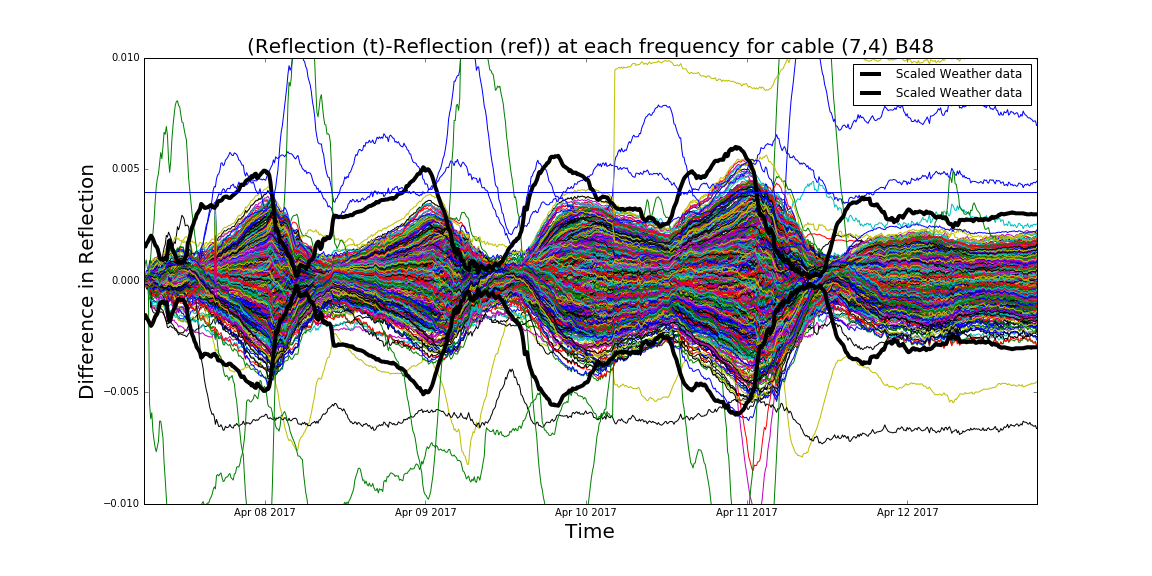 (Reflection (t)-Reflection (ref)) at each frequency for cable (7,4) B48
0.010
Scaled Weather data
Scaled Weather data
0.005
0.000
−0.005
−0.010
Difference in Reflection
Apr 08 2017
Apr 09 2017
Apr 10 2017
Apr 11 2017
Apr 12 2017
Time